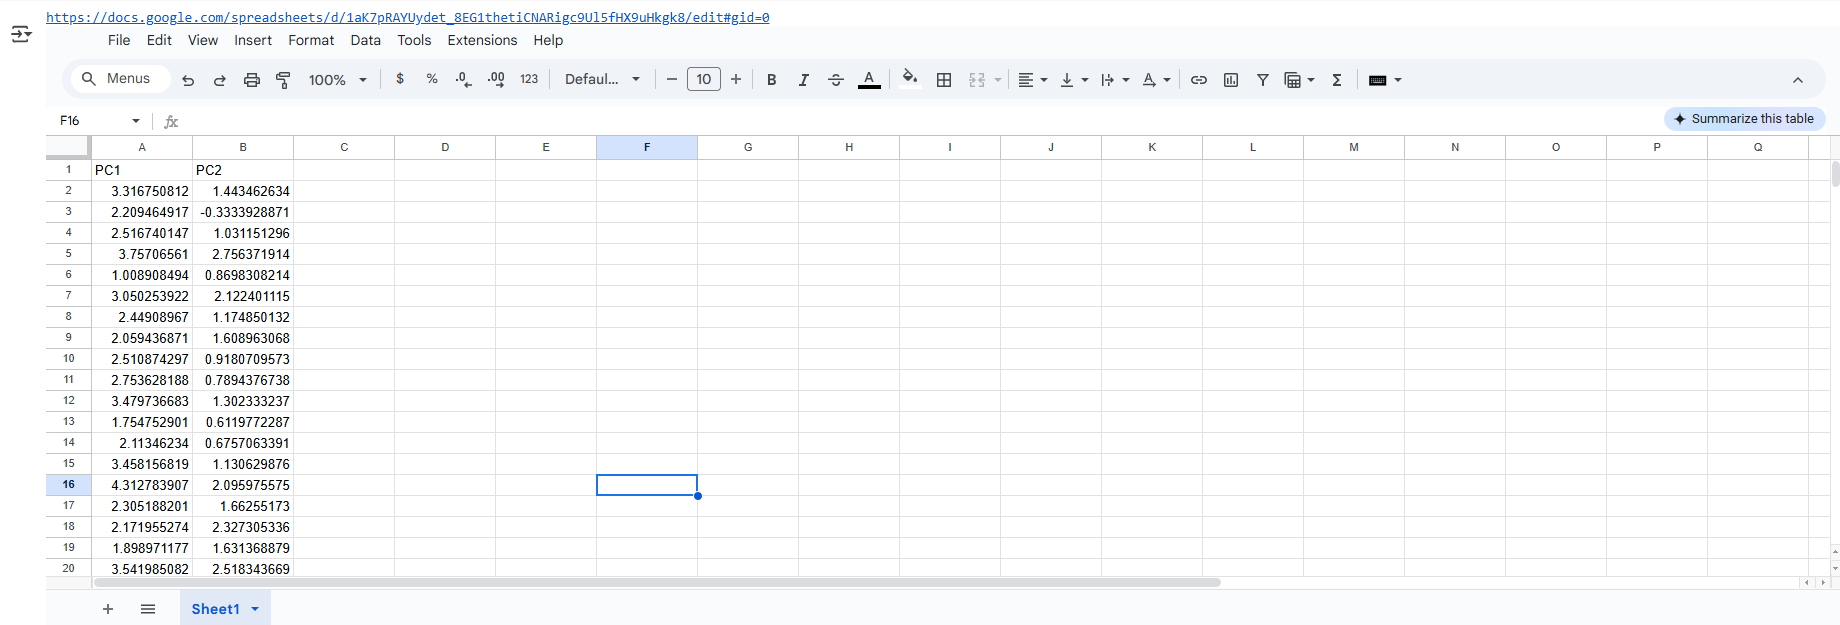 https://docs.google.com/spreadsheets/d/1aK7pRAYUydet_8EG1thetiCNARigc9Ul5fHX9uHkgk8/edit#gid=0
File Edit View Insert Format Data Tools Extensions Help
Menus 100% $ % .0 .00 123 Defaul... 10 B I A A Σ
F16 fx Summarize this table
A B C D E F G H I J K L M N O P Q
1 PC1 PC2
2 3.316750812 1.443462634
3 2.209464917 -0.3333928871
4 2.516740147 1.031151296
5 3.75706561 2.756371914
6 1.008908494 0.8698308214
7 3.050253922 2.122401115
8 2.44908967 1.174850132
9 2.059436871 1.608963068
10 2.510874297 0.9180709573
11 2.753628188 0.7894376738
12 3.479736683 1.302333237
13 1.754752901 0.6119772287
14 2.11346234 0.6757063391
15 3.458156819 1.130629876
16 4.312783907 2.095975575
17 2.305188201 1.66255173
18 2.171955274 2.327305336
19 1.898971177 1.631368879
20 3.541985082 2.518343669
Sheet1